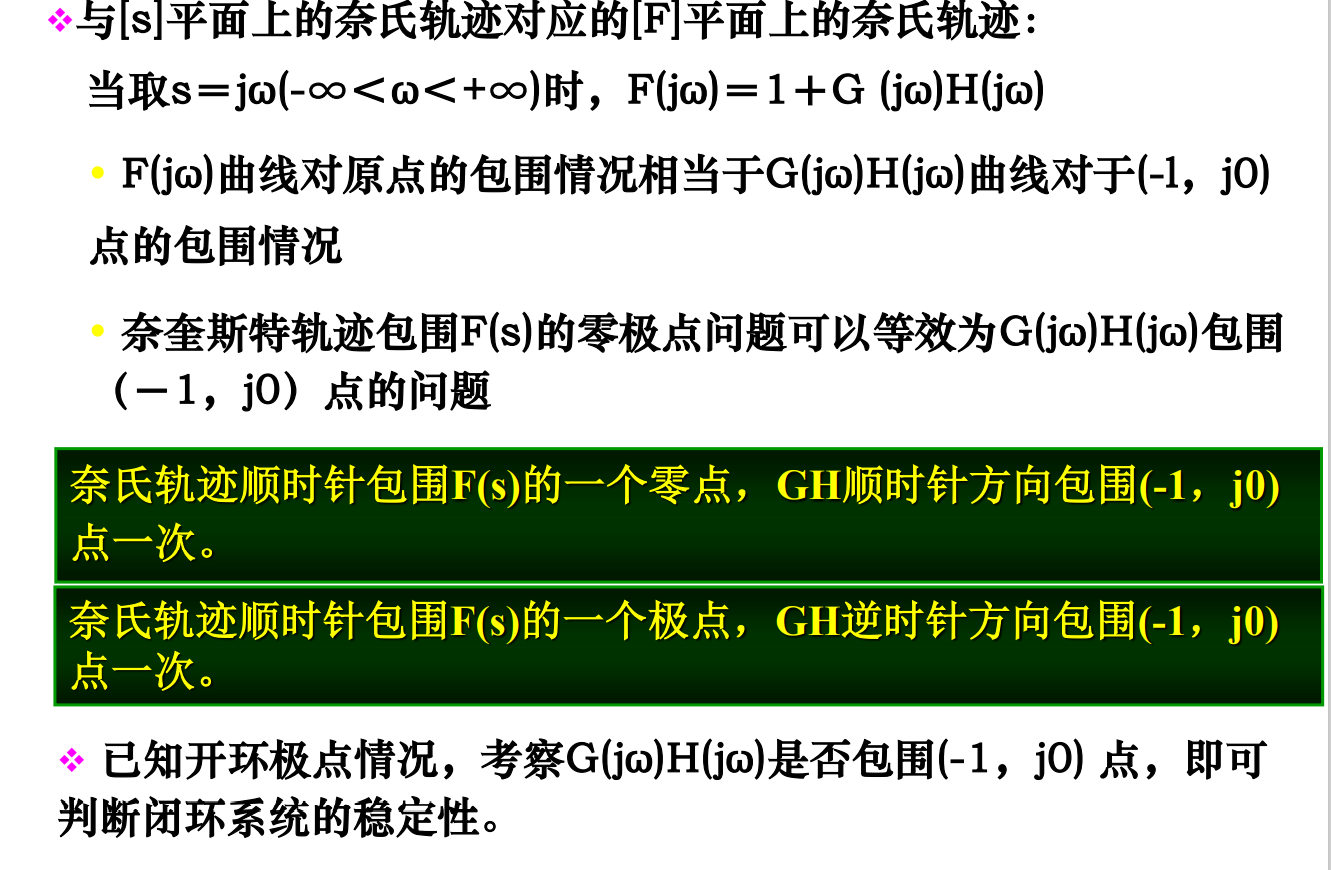 ❖与[s]平面上的奈氏轨迹对应的[F]平面上的奈氏轨迹：
当取s＝jω(-∞＜ω＜+∞)时，F(jω)＝1＋G (jω)H(jω)
• F(jω)曲线对原点的包围情况相当于G(jω)H(jω)曲线对于(-1，j0)
点的包围情况
• 奈奎斯特轨迹包围F(s)的零极点问题可以等效为G(jω)H(jω)包围
（－1，j0）点的问题
奈氏轨迹顺时针包围F(s)的一个零点，GH顺时针方向包围(-1，j0)
点一次。
奈氏轨迹顺时针包围F(s)的一个极点，GH逆时针方向包围(-1，j0)
点一次。
❖ 已知开环极点情况，考察G(jω)H(jω)是否包围(-1，j0) 点，即可
判断闭环系统的稳定性。